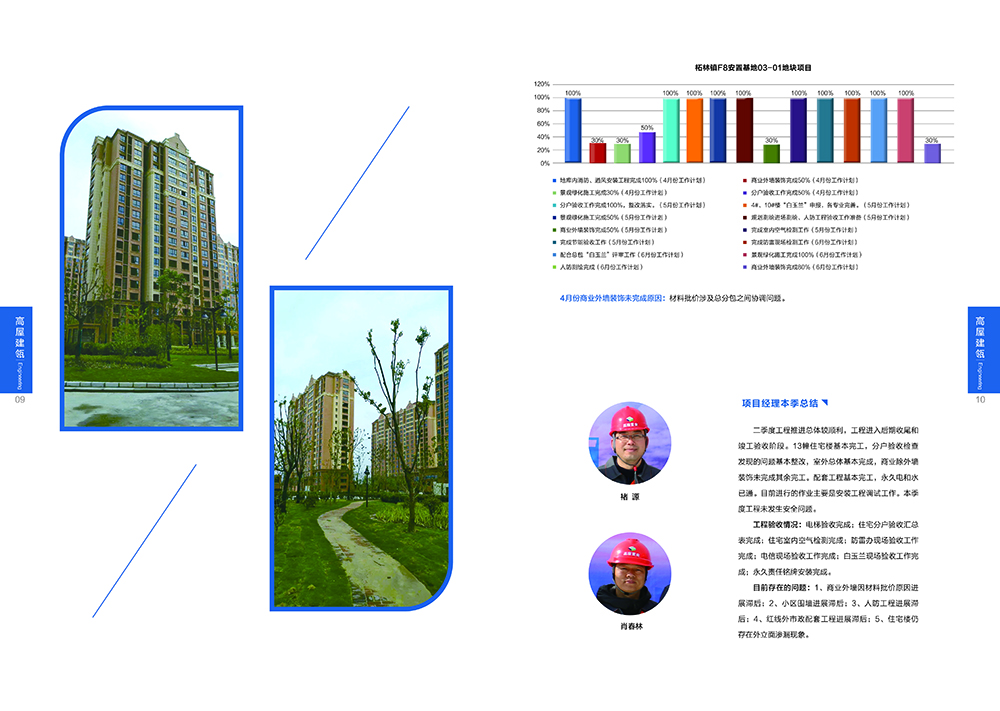 高屋建瓴
Engineering
09
柘林镇F8安置基地03-01地块项目
120%
100%
80%
60%
40%
20%
0%
100%
30%
30%
50%
100%
100%
100%
100%
30%
100%
100%
100%
100%
100%
30%
地库内消防、通风安装工程完成100%（4月份工作计划）
商业外墙装饰完成50%（4月份工作计划）
景观绿化施工完成30%（4月份工作计划）
分户验收工作完成50%（4月份工作计划）
分户验收工作完成100%，整改落实。（5月份工作计划）
4#、10#楼“白玉兰”申报，各专业完善。（5月份工作计划）
景观绿化施工完成50%（5月份工作计划）
规划测绘进场测绘、人防工程验收工作准备（5月份工作计划）
商业外墙装饰完成50%（5月份工作计划）
完成室内空气检测工作（5月份工作计划）
完成节能验收工作（5月份工作计划）
完成防雷现场检测工作（6月份工作计划）
配合总包“白玉兰”评审工作（6月份工作计划）
景观绿化施工完成100%（6月份工作计划）
人防测绘完成（6月份工作计划）
商业外墙装饰完成80%（6月份工作计划）
4月份商业外墙装饰未完成原因：材料批价涉及总分包之间协调问题。
高屋建瓴
Engineering
10
项目经理本季总结
二季度工程推进总体较顺利，工程进入后期收尾和
竣工验收阶段。13幢住宅楼基本完工，分户验收检查
发现的问题基本整改，室外总体基本完成，商业除外墙
装饰未完成其余完工。配套工程基本完工，永久电和水
已通。目前进行的作业主要是安装工程调试工作。本季
度工程未发生安全问题。
工程验收情况：电梯验收完成；住宅分户验收汇总
表完成；住宅室内空气检测完成；防雷办现场验收工作
完成；电信现场验收工作完成；白玉兰现场验收工作完
成；永久责任铭牌安装完成。
目前存在的问题：1、商业外墙因材料批价原因进
展滞后；2、小区围墙进展滞后；3、人防工程进展滞
后；4、红线外市政配套工程进展滞后；5、住宅楼仍
存在外立面渗漏现象。
褚 源
肖春林